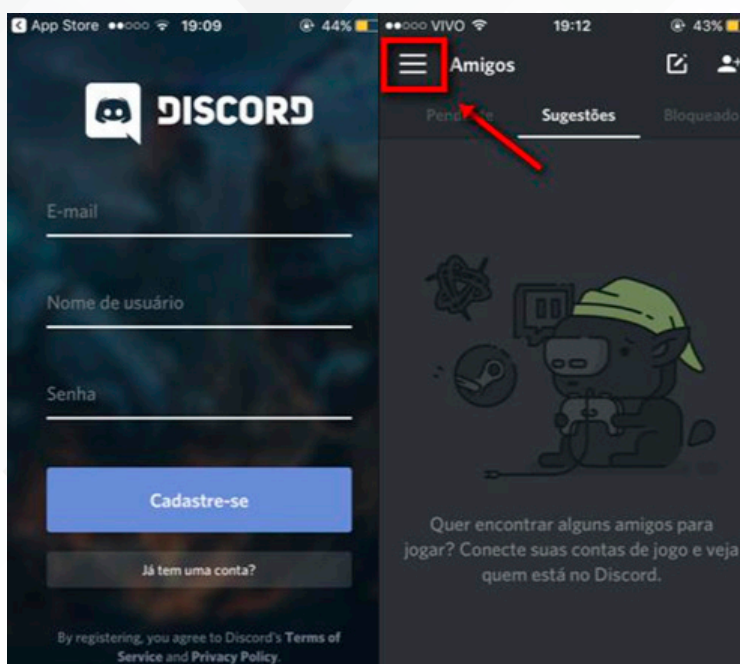 App Store 19:09 44%
DISCORD
E-mail
Nome de usuário
Senha
Cadastre-se
Já tem uma conta?
By registering, you agree to Discord's Terms of
Service and Privacy Policy.
VIVO 19:12 43%
Amigos
Pendente Sugestões Bloqueado
Quer encontrar alguns amigos para
jogar? Conecte suas contas de jogo e veja
quem está no Discord.